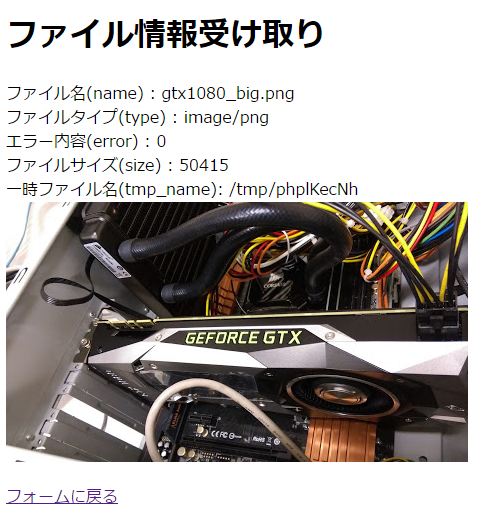 ファイル情報受け取り
ファイル名(name) : gtx1080_big.png
ファイルタイプ(type) : image/png
エラー内容(error) : 0
ファイルサイズ(size) : 50415
一時ファイル名(tmp_name): /tmp/phplKecNh
CORSAIR
GEFORCE GTX
フォームに戻る